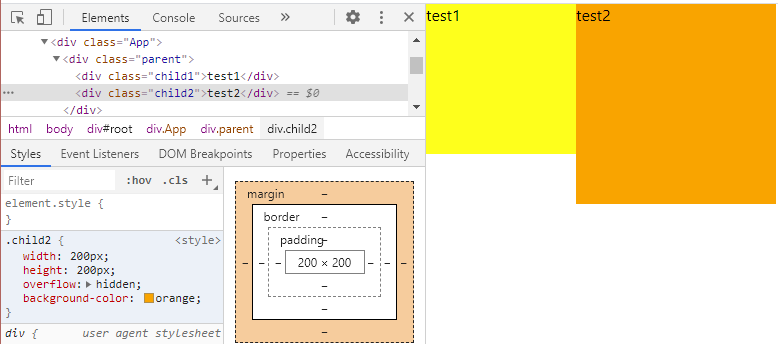 Elements Console Sources »
<div class="App">
<div class="parent">
<div class="child1">test1</div>
··· <div class="child2">test2</div> == $0
</div>
html body div#root div.App div.parent div.child2
Styles Event Listeners DOM Breakpoints Properties Accessibility
Filter :hov .cls +
element.style {
}
.child2 { <style>
width: 200px;
height: 200px;
overflow: hidden;
background-color: orange;
}
div { user agent stylesheet
margin –
border –
padding –
– – – 200 × 200 – – –
–
–
–
test1
test2